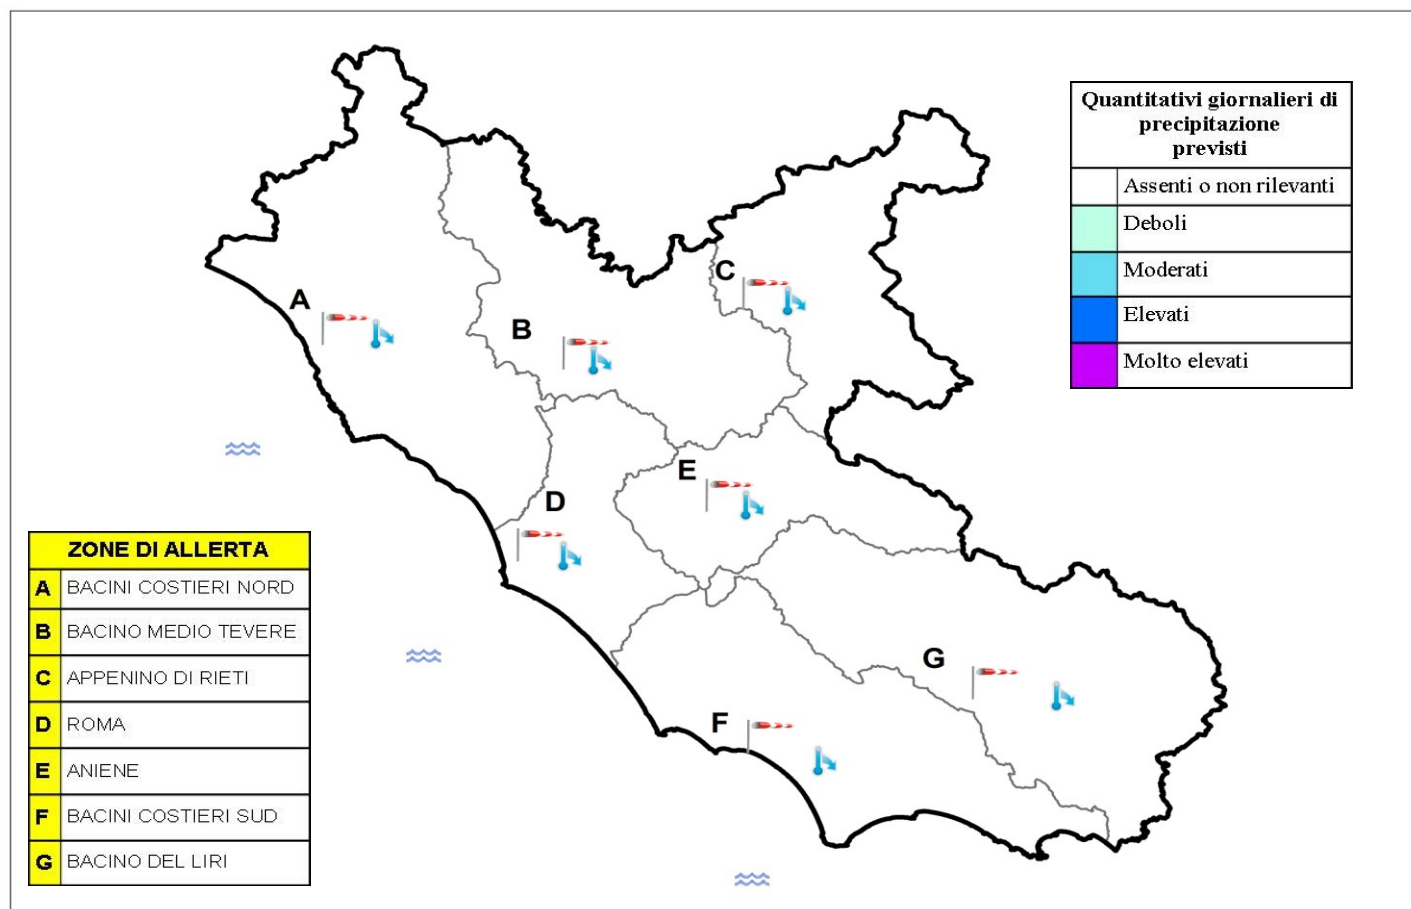 Quantitativi giornalieri di
precipitazione
previsti
Assenti o non rilevanti
Deboli
Moderati
Elevati
Molto elevati
A
B
C
D
E
F
G
ZONE DI ALLERTA
A BACINI COSTIERI NORD
B BACINO MEDIO TEVERE
C APPENINO DI RIETI
D ROMA
E ANIENE
F BACINI COSTIERI SUD
G BACINO DEL LIRI